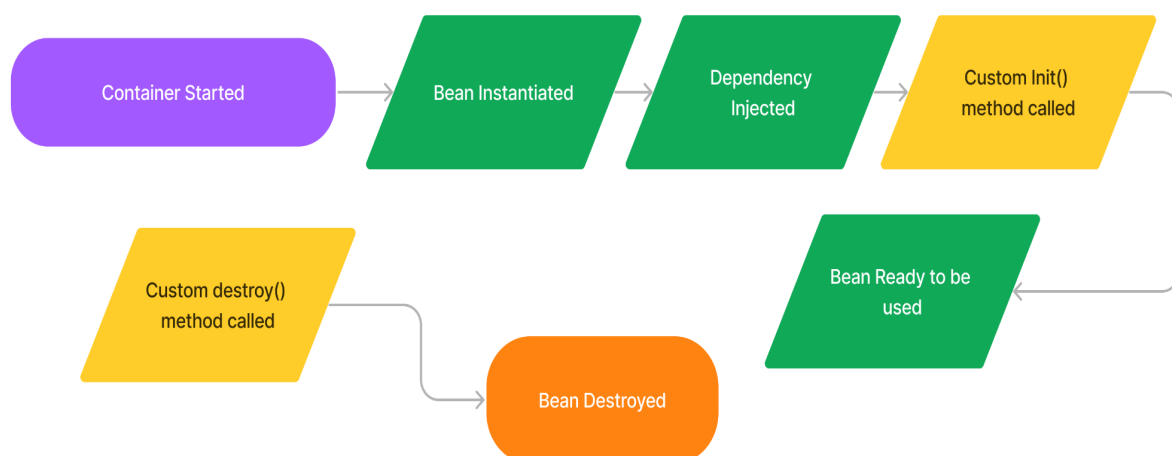 Container Started
Bean Instantiated
Dependency
Injected
Custom Init()
method called
Bean Ready to be
used
Custom destroy()
method called
Bean Destroyed